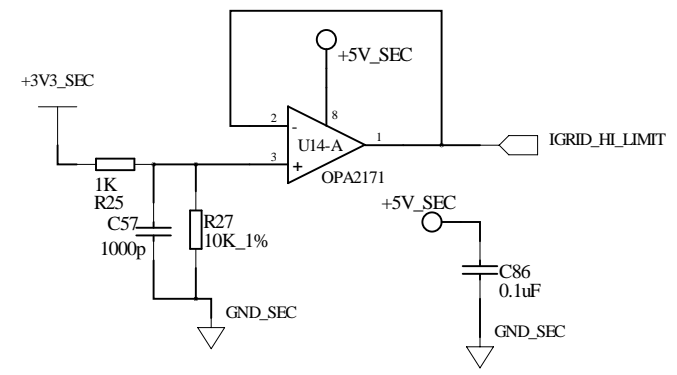 +5V_SEC
+3V3_SEC
2
8
-
U14-A
1
IGRID_HI_LIMIT
3
+
OPA2171
1K
R25
C57
1000p
R27
10K_1%
+5V_SEC
C86
0.1uF
GND_SEC
GND_SEC